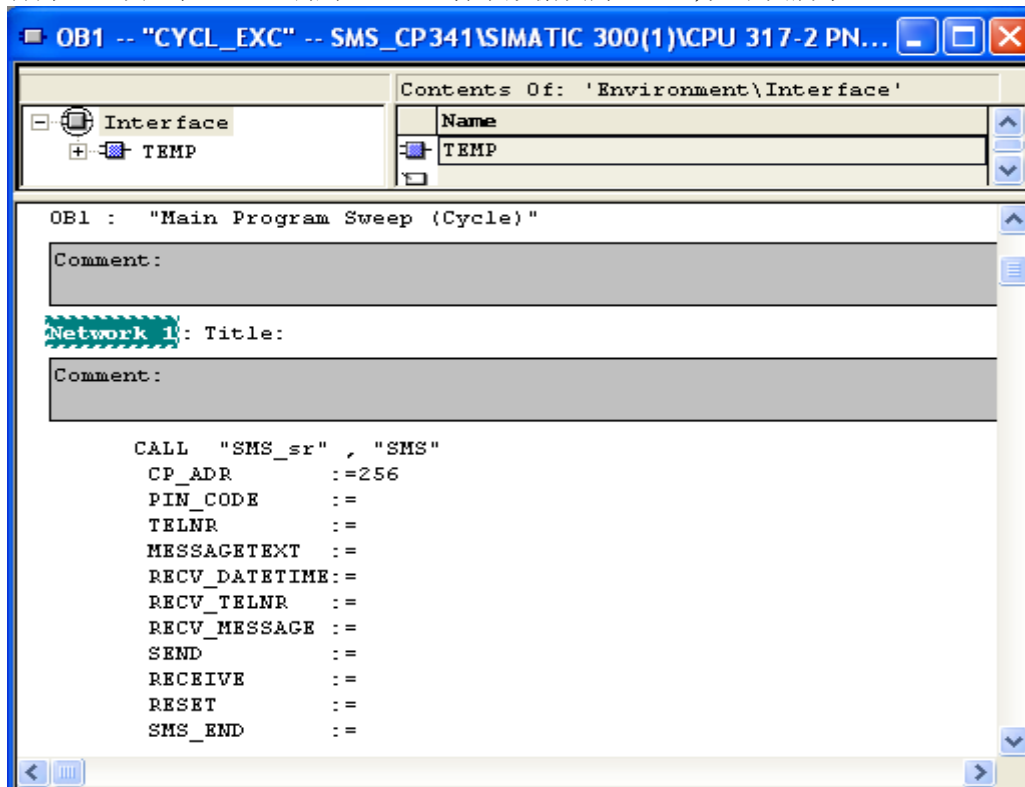 OB1 -- "CYCL_EXC" -- SMS_CP341\SIMATIC 300(1)\CPU 317-2 PN...
Contents Of: 'Environment\Interface'
Interface
Name
TEMP
TEMP
OB1 : "Main Program Sweep (Cycle)"
Comment:
Network 1: Title:
Comment:
CALL "SMS_sr" , "SMS"
CP_ADR :=256
PIN_CODE :=
TELNR :=
MESSAGETEXT :=
RECV_DATETIME:=
RECV_TELNR :=
RECV_MESSAGE :=
SEND :=
RECEIVE :=
RESET :=
SMS_END :=